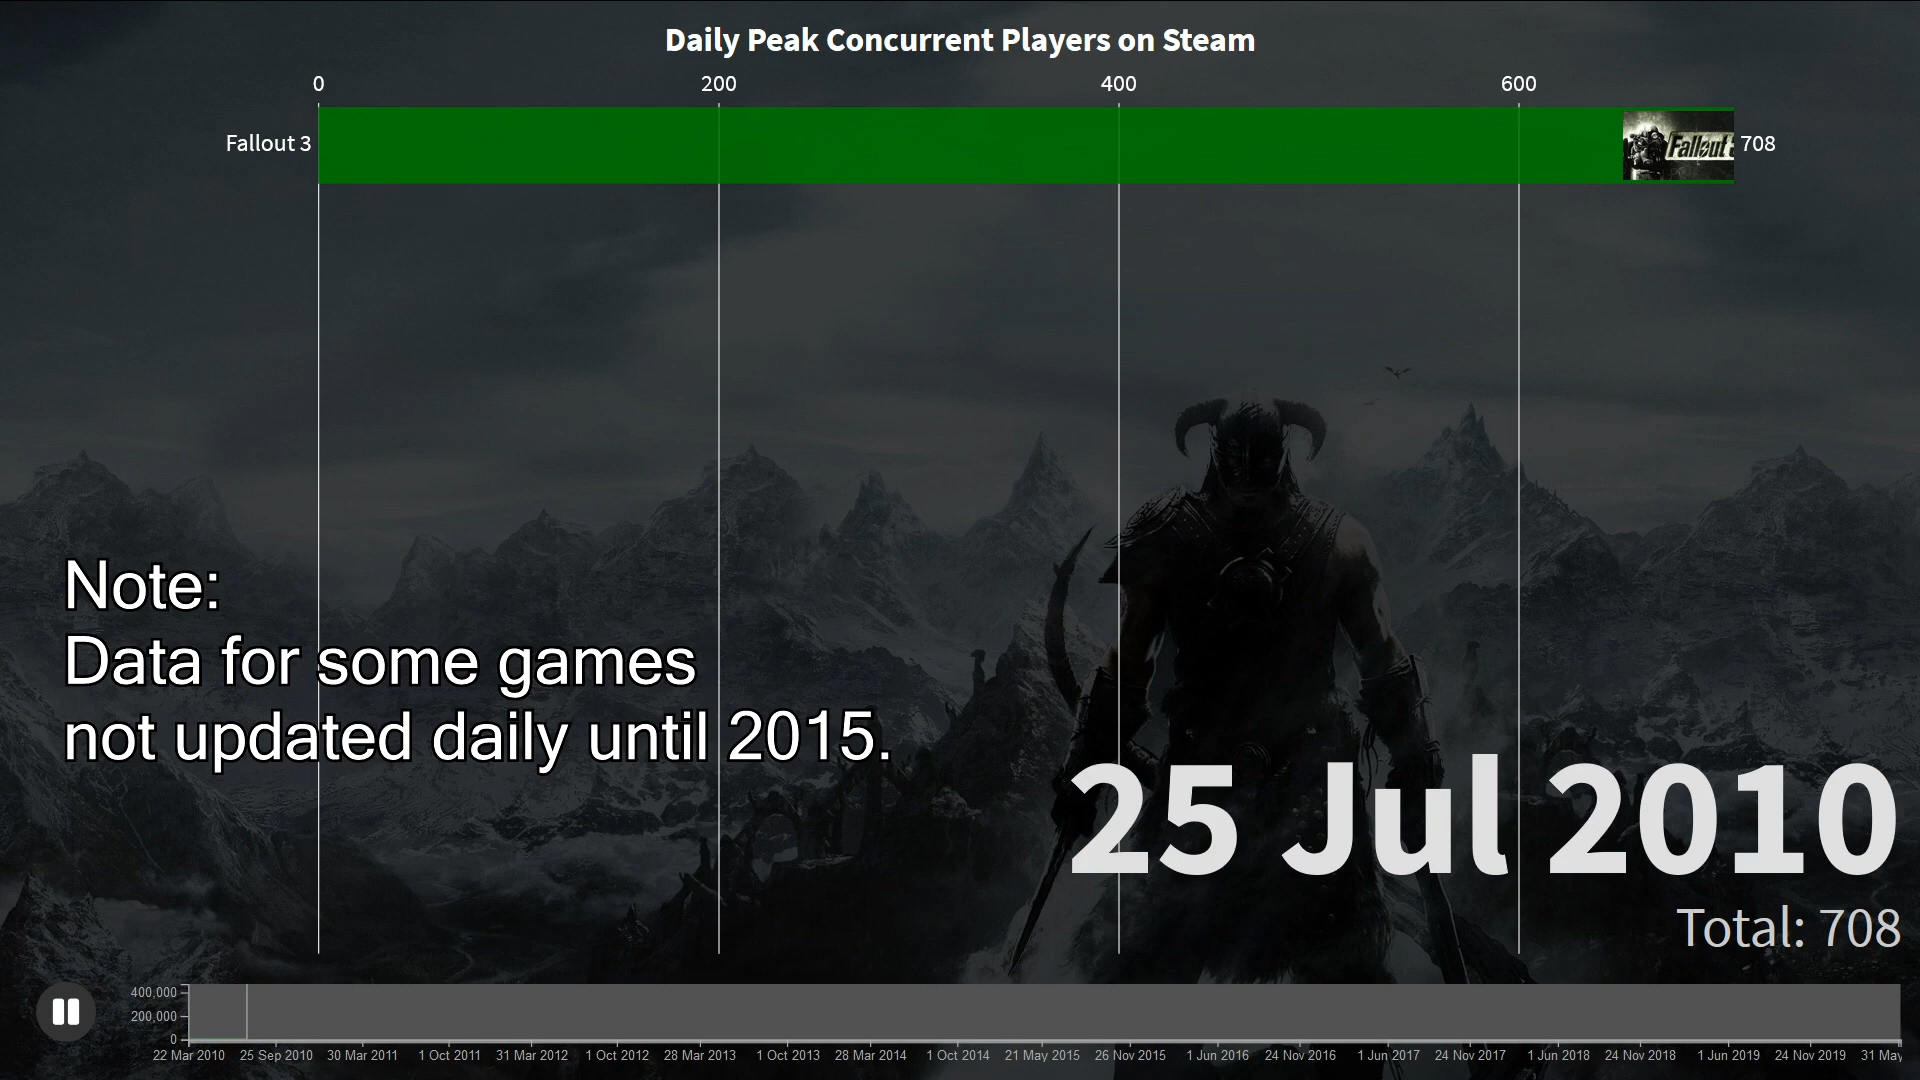 Daily Peak Concurrent Players on Steam
0 200 400 600
Fallout 3 Fallout 708
Note:
Data for some games
not updated daily until 2015.
25 Jul 2010
Total: 708
400,000
200,000
0
22 Mar 2010 25 Sep 2010 30 Mar 2011 1 Oct 2011 31 Mar 2012 1 Oct 2012 28 Mar 2013 1 Oct 2013 28 Mar 2014 1 Oct 2014 21 May 2015 26 Nov 2015 1 Jun 2016 24 Nov 2016 1 Jun 2017 24 Nov 2017 1 Jun 2018 24 Nov 2018 1 Jun 2019 24 Nov 2019 31 May